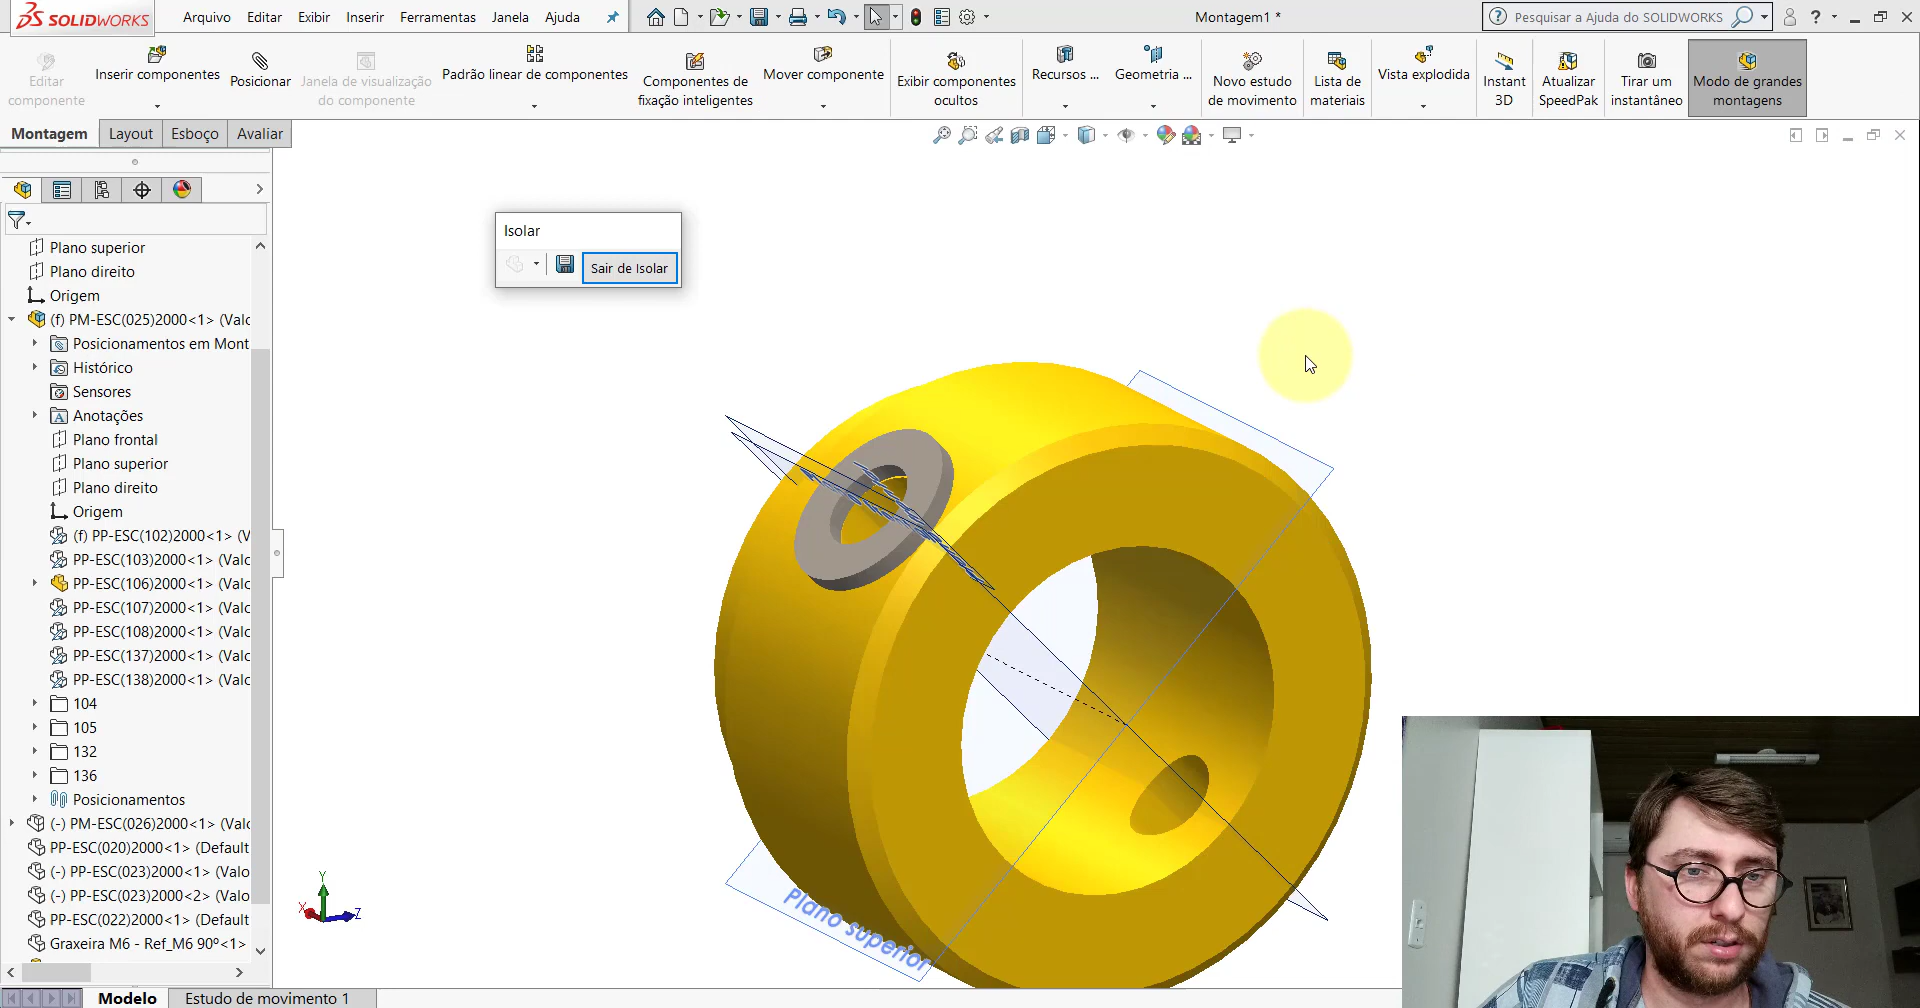 SOLIDWORKS
Arquivo Editar Exibir Inserir Ferramentas Janela Ajuda
Montagem1 *
Pesquisar a Ajuda do SOLIDWORKS
Editar componente
Inserir componentes
Posicionar
Janela de visualização do componente
Padrão linear de componentes
Componentes de fixação inteligentes
Mover componente
Exibir componentes ocultos
Recursos ...
Geometria ...
Novo estudo de movimento
Lista de materiais
Vista explodida
Instant 3D
Atualizar SpeedPak
Tirar um instantâneo
Modo de grandes montagens
Montagem Layout Esboço Avaliar
Isolar
Sair de Isolar
Plano superior
Plano direito
Origem
(f) PM-ESC(025)2000<1> (Valc
Posicionamentos em Mont
Histórico
Sensores
Anotações
Plano frontal
Plano superior
Plano direito
Origem
(f) PP-ESC(102)2000<1> (V
PP-ESC(103)2000<1> (Valc
PP-ESC(106)2000<1> (Valc
PP-ESC(107)2000<1> (Valc
PP-ESC(108)2000<1> (Valc
PP-ESC(137)2000<1> (Valc
PP-ESC(138)2000<1> (Valc
104
105
132
136
Posicionamentos
(-) PM-ESC(026)2000<1> (Valc
PP-ESC(020)2000<1> (Default
(-) PP-ESC(023)2000<1> (Valo
(-) PP-ESC(023)2000<2> (Valo
PP-ESC(022)2000<1> (Default
Graxeira M6 - Ref_M6 90º<1>
Plano superior
Y
X
Z
Modelo Estudo de movimento 1